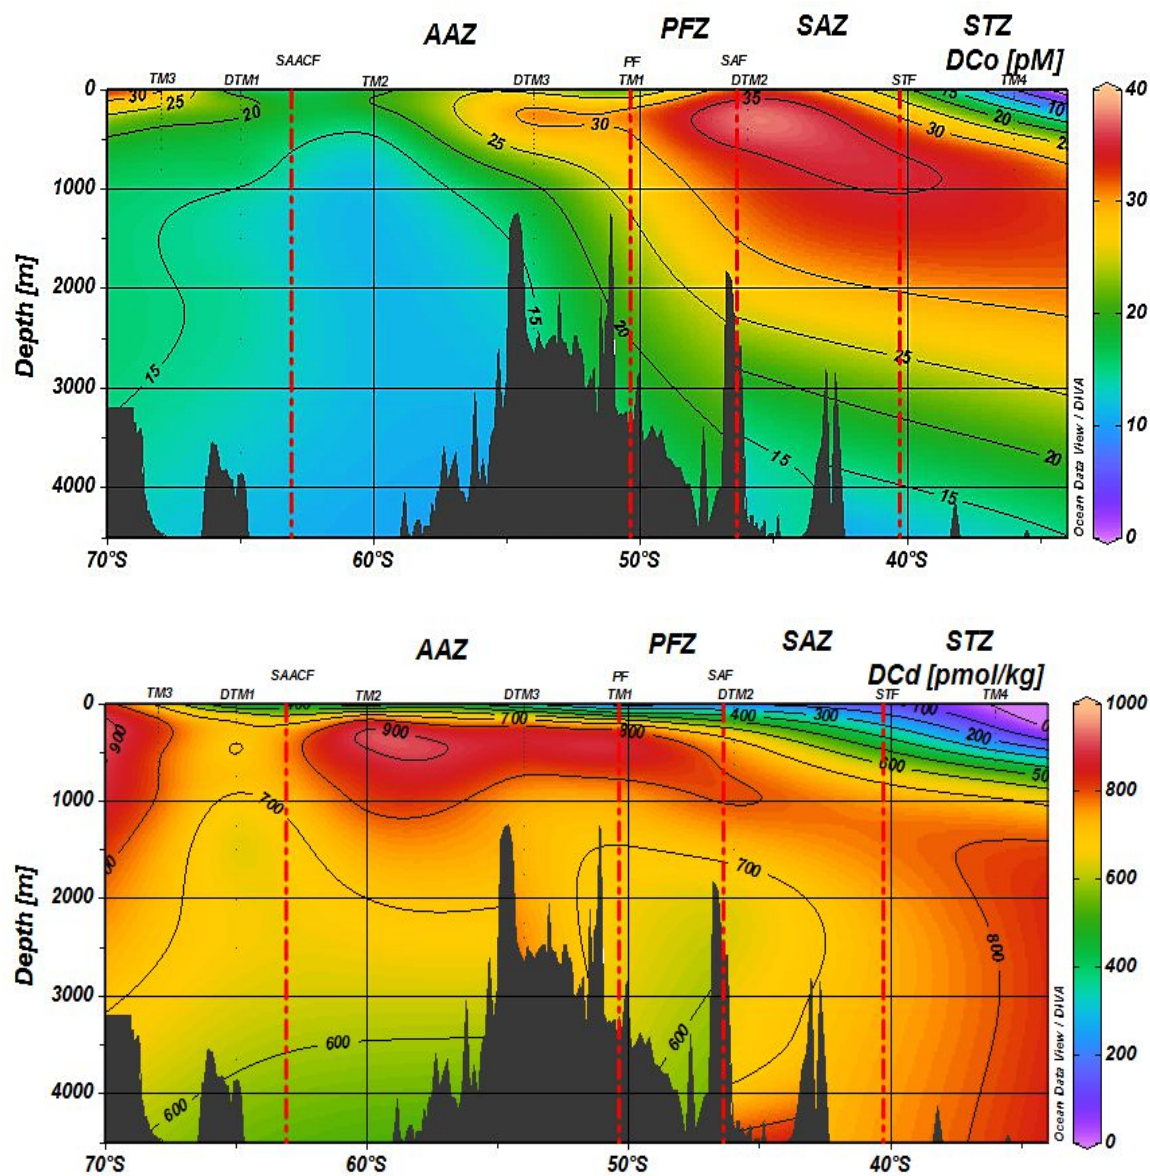 AAZ PFZ SAZ STZ
DCo [pM]
SAACF PF SAF
TM3 DTM1 TM2 DTM3 TM1 DTM2 STF TM4
0 30 25 20 25 30 35 30 15 20 10 25 40
1000 30
Depth [m]
2000 15 20 25 20
3000 15 20 10
4000 15 15
0
Ocean Data View / DIVA
70°S 60°S 50°S 40°S
AAZ PFZ SAZ STZ
DCd [pmol/kg]
SAACF PF SAF
TM3 DTM1 TM2 DTM3 TM1 DTM2 STF TM4
0 900 900 700 400 300 100 200 0 600 50 1000
1000 700 800
Depth [m]
2000 700 800 600
3000 600 600 400
4000 600 200
0
Ocean Data View / DIVA
70°S 60°S 50°S 40°S